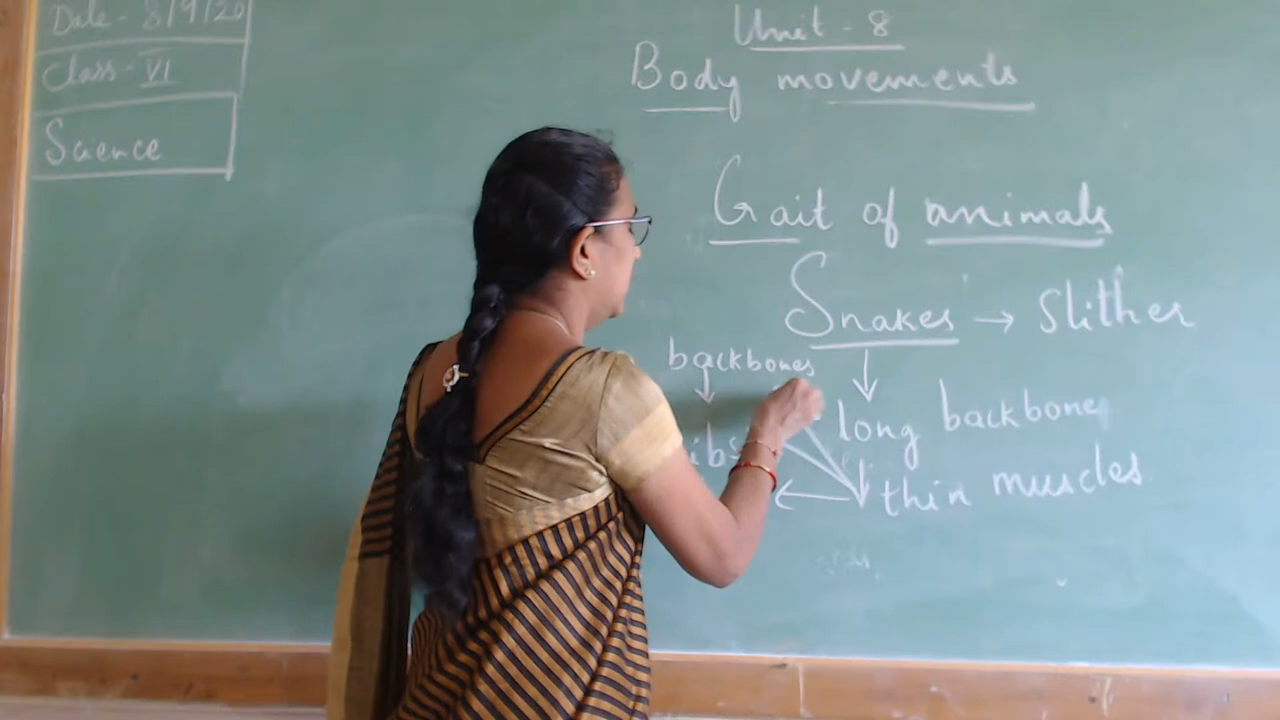 Date - 8/9/20
Class - VI
Science
Unit - 8
Body movements
Gait of animals
Snakes → Slither
backbones
long backbone
thin muscles